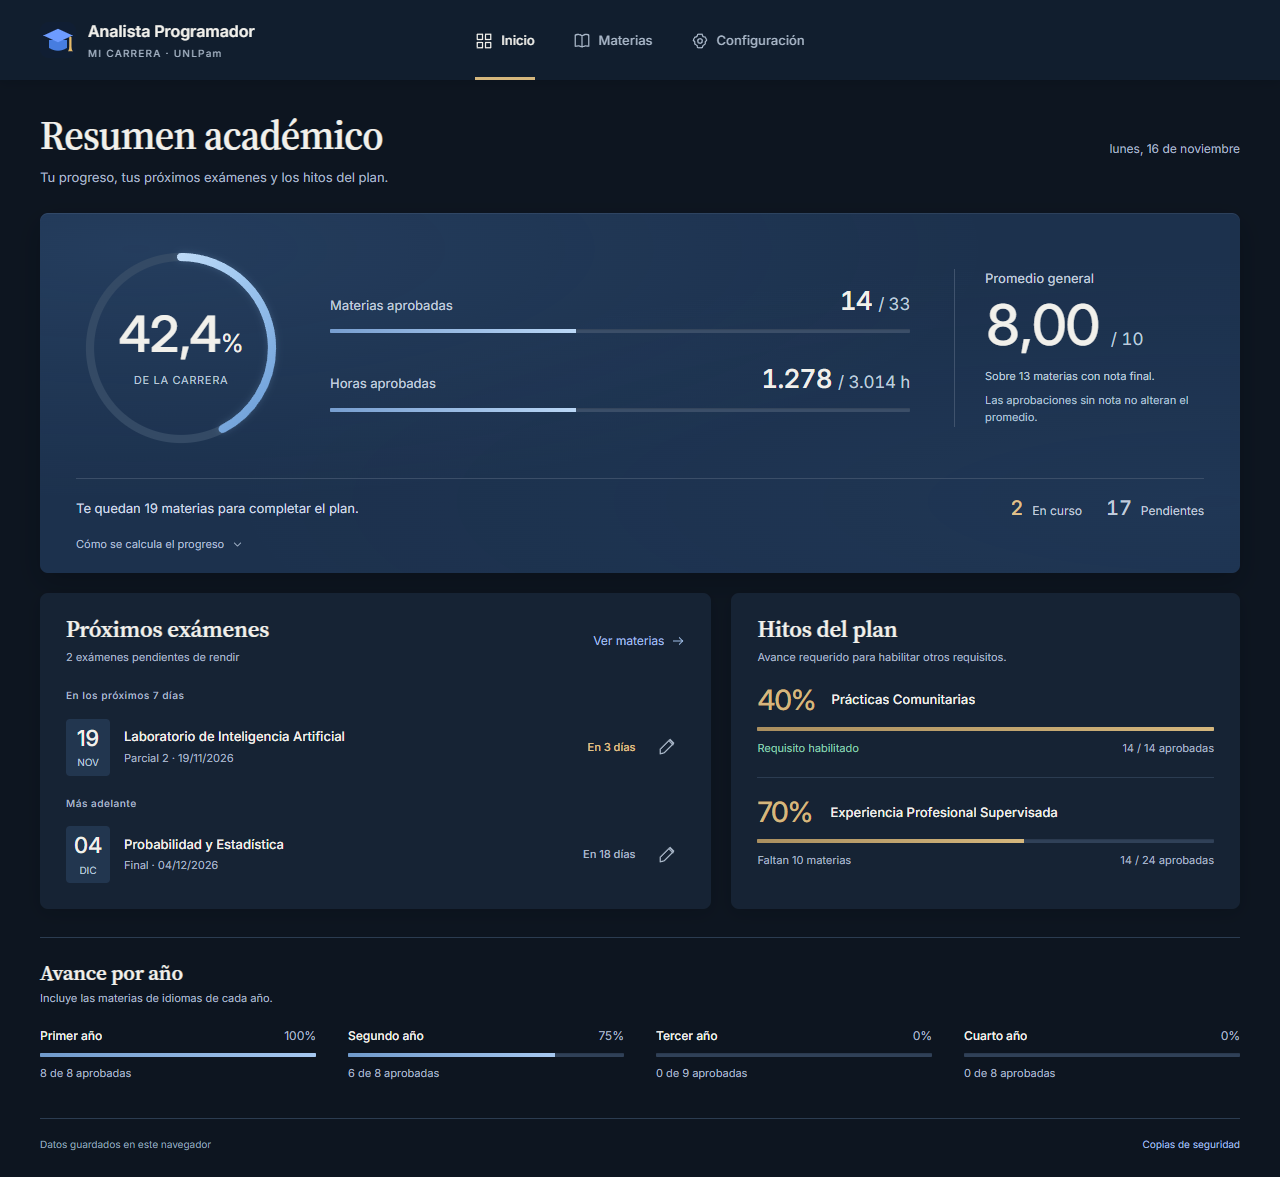 Analista Programador
MI CARRERA · UNLPam
Inicio
Materias
Configuración
Resumen académico
Tu progreso, tus próximos exámenes y los hitos del plan.
lunes, 16 de noviembre
42,4%
DE LA CARRERA
Materias aprobadas
14 / 33
Horas aprobadas
1.278 / 3.014 h
Promedio general
8,00 / 10
Sobre 13 materias con nota final.
Las aprobaciones sin nota no alteran el
promedio.
Te quedan 19 materias para completar el plan.
2 En curso
17 Pendientes
Cómo se calcula el progreso
Próximos exámenes
2 exámenes pendientes de rendir
Ver materias →
En los próximos 7 días
19
NOV
Laboratorio de Inteligencia Artificial
Parcial 2 · 19/11/2026
En 3 días
Más adelante
04
DIC
Probabilidad y Estadística
Final · 04/12/2026
En 18 días
Hitos del plan
Avance requerido para habilitar otros requisitos.
40% Prácticas Comunitarias
Requisito habilitado
14 / 14 aprobadas
70% Experiencia Profesional Supervisada
Faltan 10 materias
14 / 24 aprobadas
Avance por año
Incluye las materias de idiomas de cada año.
Primer año
100%
8 de 8 aprobadas
Segundo año
75%
6 de 8 aprobadas
Tercer año
0%
0 de 9 aprobadas
Cuarto año
0%
0 de 8 aprobadas
Datos guardados en este navegador
Copias de seguridad